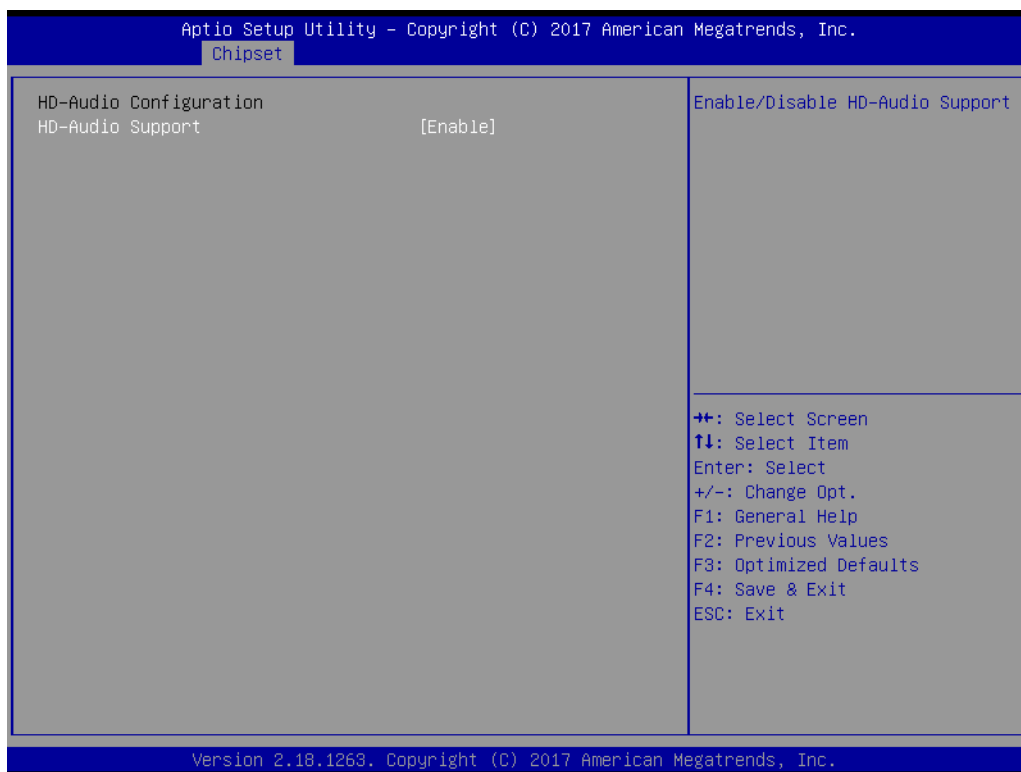 Aptio Setup Utility – Copyright (C) 2017 American Megatrends, Inc.
Chipset
HD-Audio Configuration
HD-Audio Support [Enable]
Enable/Disable HD-Audio Support
→←: Select Screen
↑↓: Select Item
Enter: Select
+/-: Change Opt.
F1: General Help
F2: Previous Values
F3: Optimized Defaults
F4: Save & Exit
ESC: Exit
Version 2.18.1263. Copyright (C) 2017 American Megatrends, Inc.